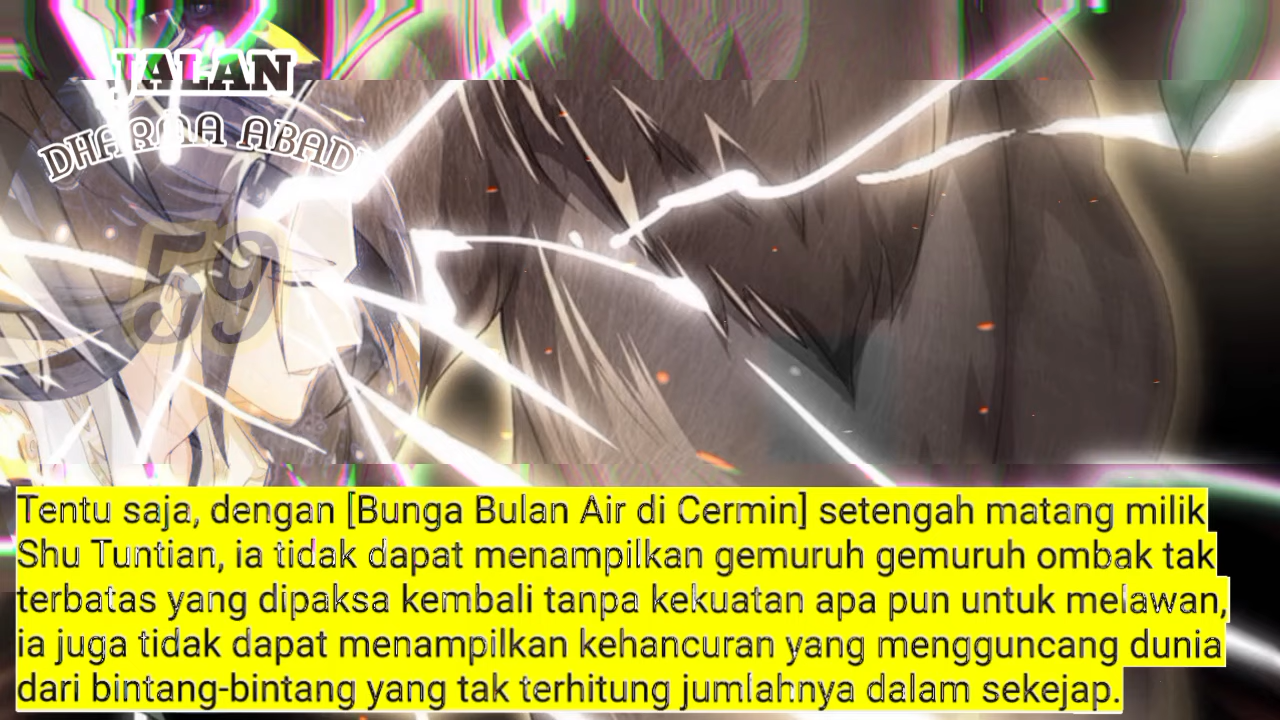 JALAN
DHARMA ABADI
59
Tentu saja, dengan [Bunga Bulan Air di Cermin] setengah matang milik
Shu Tuntian, ia tidak dapat menampilkan gemuruh gemuruh ombak tak
terbatas yang dipaksa kembali tanpa kekuatan apa pun untuk melawan,
ia juga tidak dapat menampilkan kehancuran yang mengguncang dunia
dari bintang-bintang yang tak terhitung jumlahnya dalam sekejap.